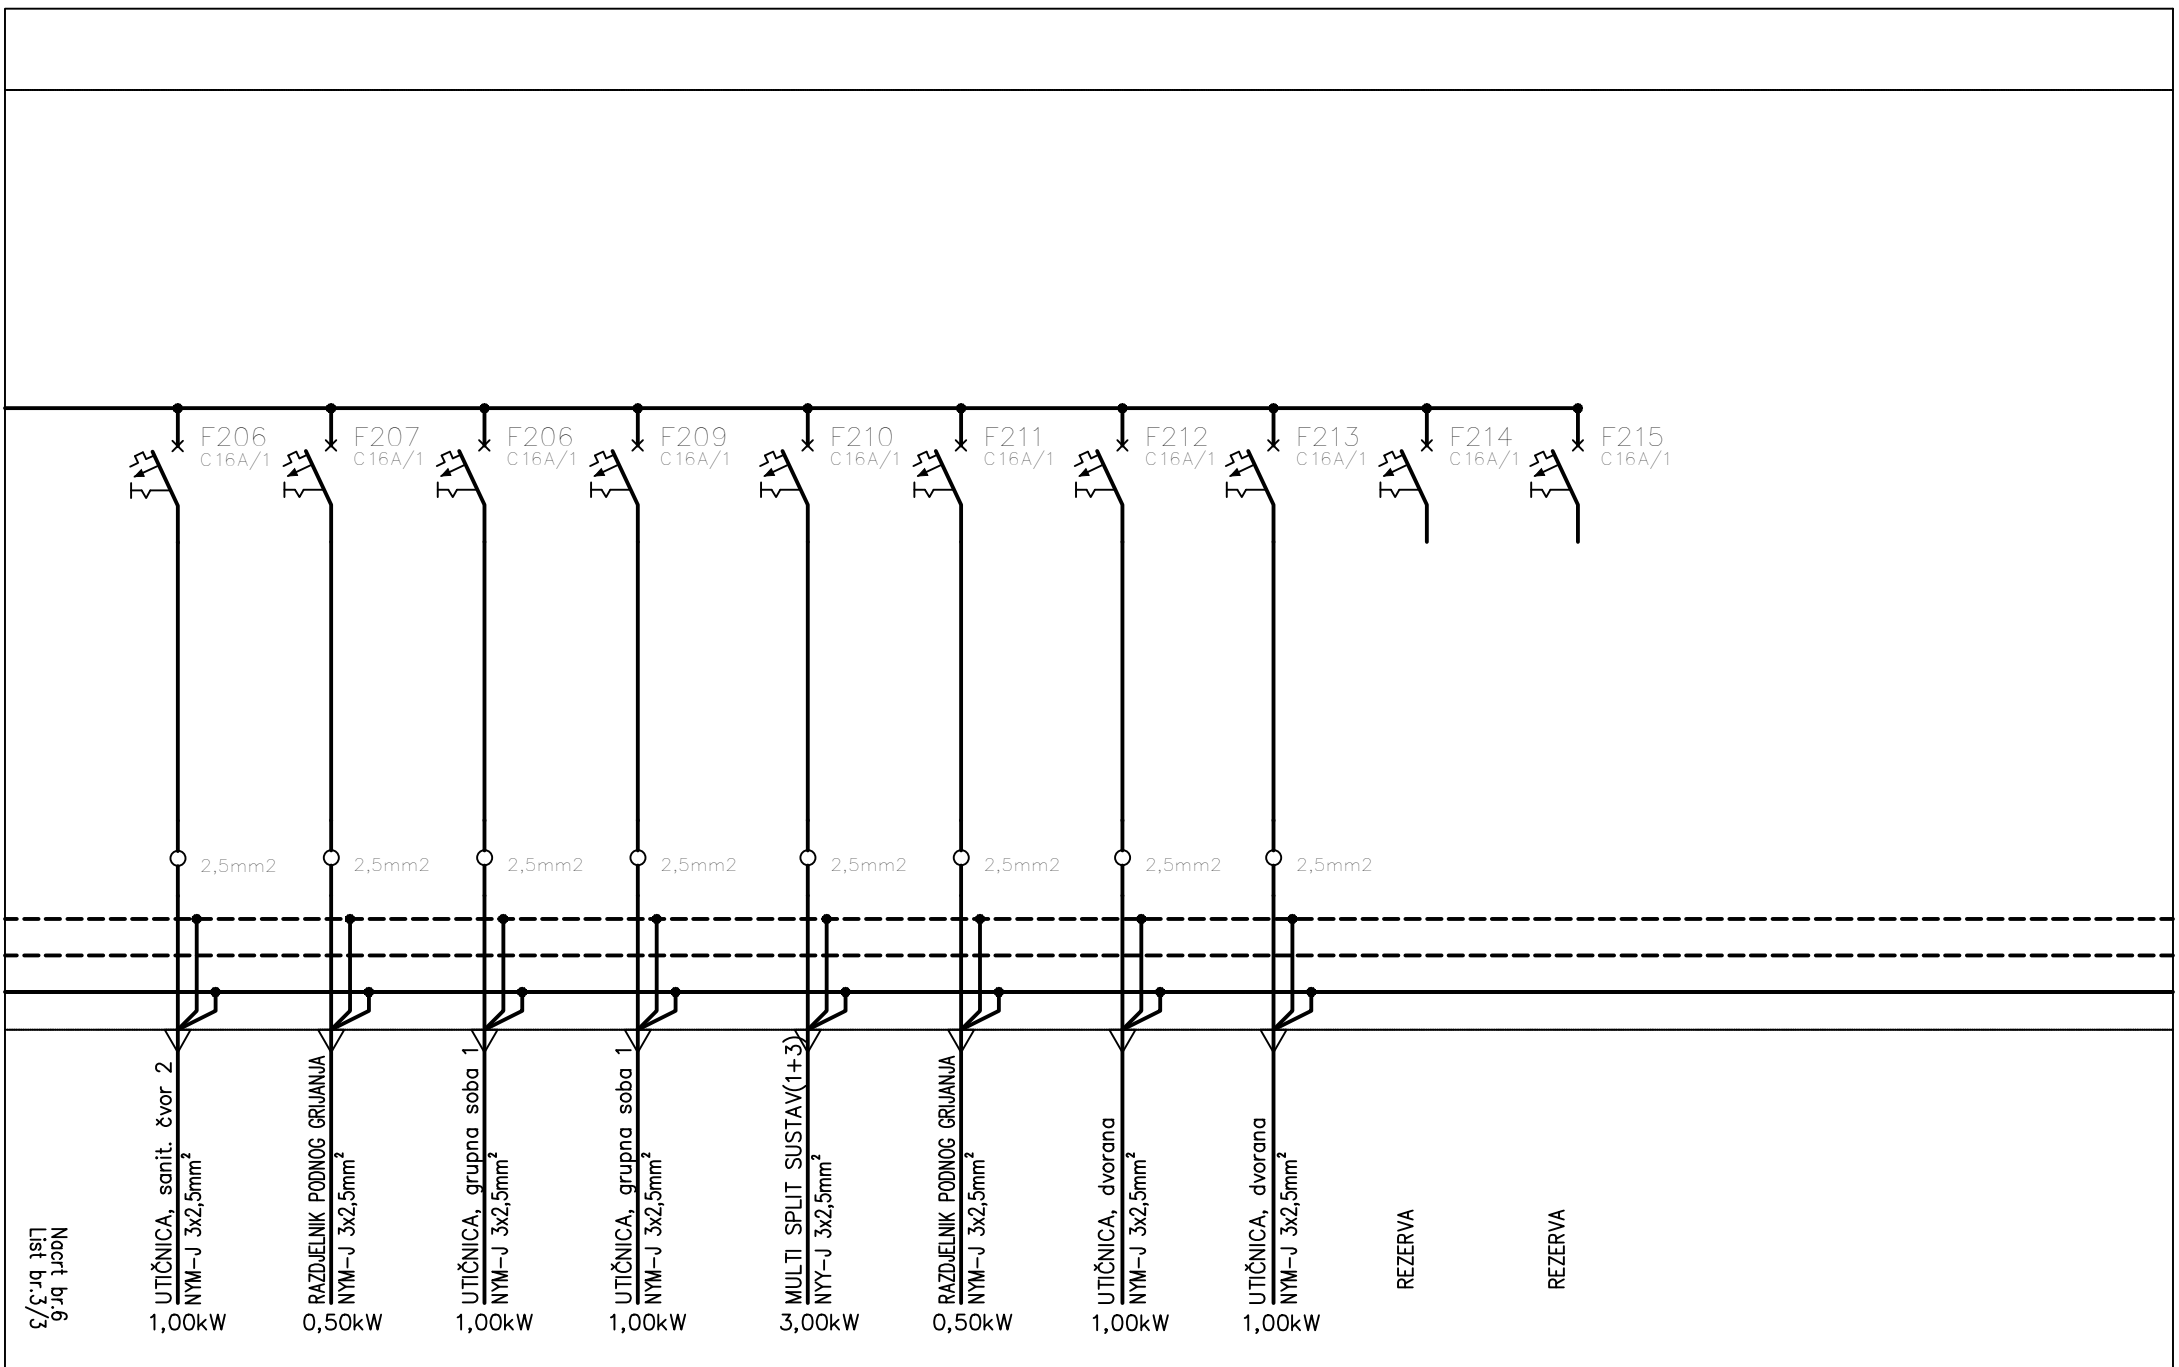 F206
C16A/1
F207
C16A/1
F206
C16A/1
F209
C16A/1
F210
C16A/1
F211
C16A/1
F212
C16A/1
F213
C16A/1
F214
C16A/1
F215
C16A/1
2,5mm2
2,5mm2
2,5mm2
2,5mm2
2,5mm2
2,5mm2
2,5mm2
2,5mm2
Nacrt br.6
List br.3/3
UTIČNICA, sanit. čvor 2
NYM-J 3x2,5mm²
1,00kW
RAZDJELNIK PODNOG GRIJANJA
NYM-J 3x2,5mm²
0,50kW
UTIČNICA, grupna soba 1
NYM-J 3x2,5mm²
1,00kW
UTIČNICA, grupna soba 1
NYM-J 3x2,5mm²
1,00kW
MULTI SPLIT SUSTAV(1+3)
NYY-J 3x2,5mm²
3,00kW
RAZDJELNIK PODNOG GRIJANJA
NYM-J 3x2,5mm²
0,50kW
UTIČNICA, dvorana
NYM-J 3x2,5mm²
1,00kW
UTIČNICA, dvorana
NYM-J 3x2,5mm²
1,00kW
REZERVA
REZERVA